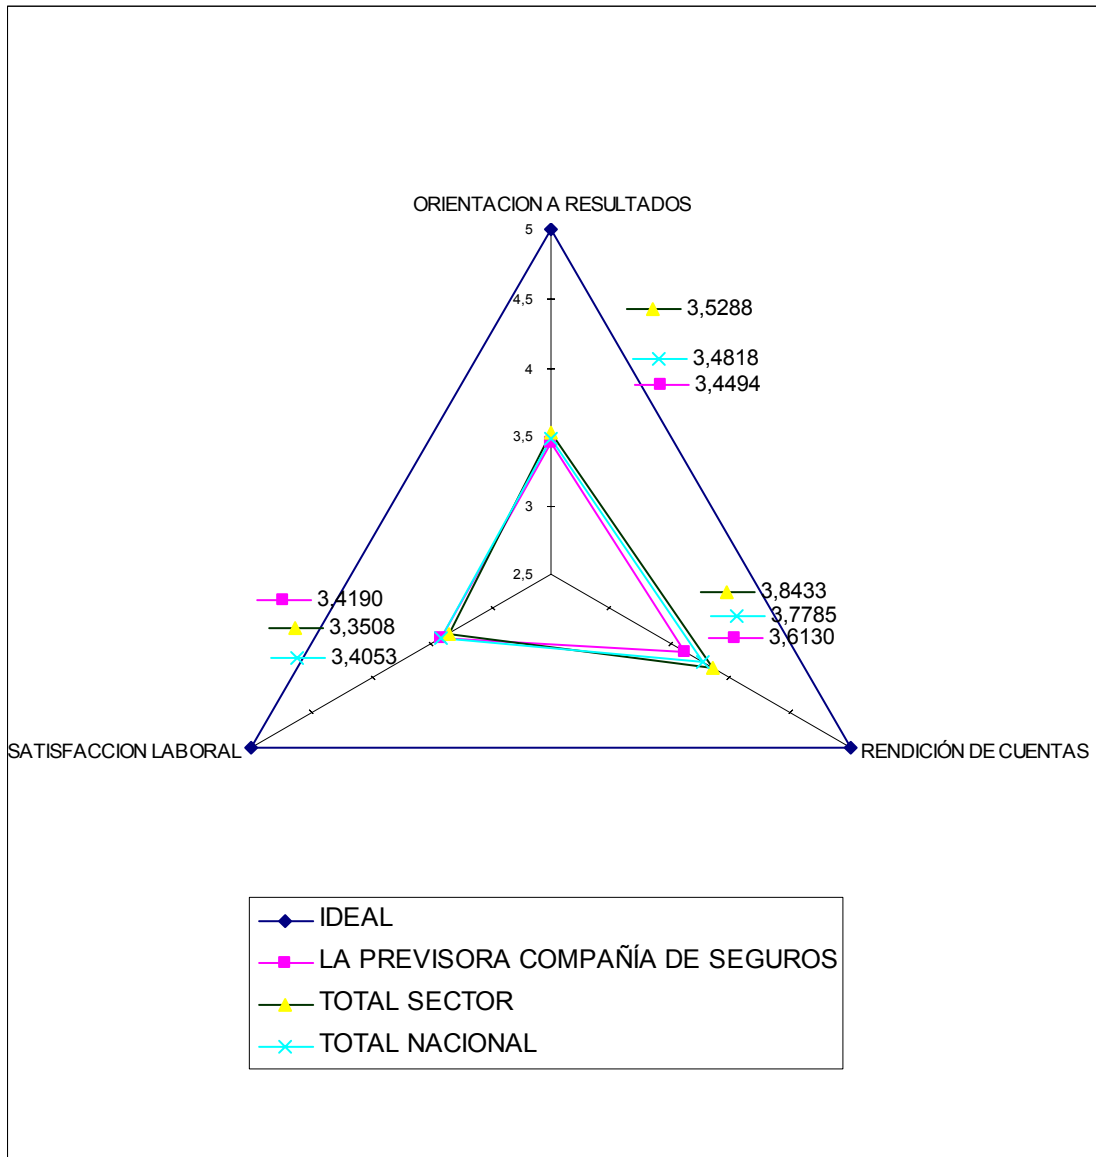 ORIENTACION A RESULTADOS
5
4,5
4
3,5
3
2,5
3,5288
3,4818
3,4494
3,8433
3,7785
3,6130
3,4190
3,3508
3,4053
SATISFACCION LABORAL
RENDICIÓN DE CUENTAS
IDEAL
LA PREVISORA COMPAÑÍA DE SEGUROS
TOTAL SECTOR
TOTAL NACIONAL